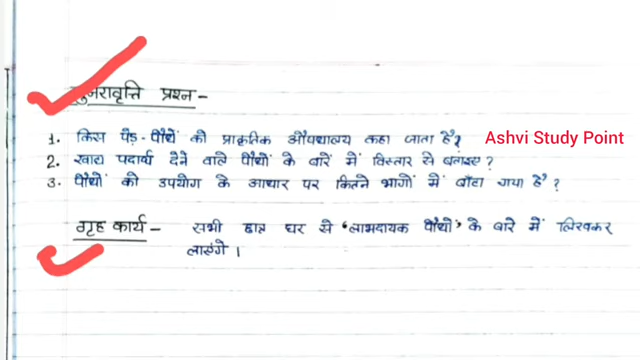 पुनरावृत्ति प्रश्न -
1. किस पेड़-पौधें को प्राकृतिक औषधालय कहा जाता है? Ashvi Study Point
2. खाद्य पदार्थ देने वाले पौधों के बारें में विस्तार से बताइए?
3. पौधों को उपयोग के आधार पर कितने भागों में बाँटा गया है?
गृह कार्य - सभी छात्र घर से 'लाभदायक पौधों' के बारे में लिखकर
लाएंगे।